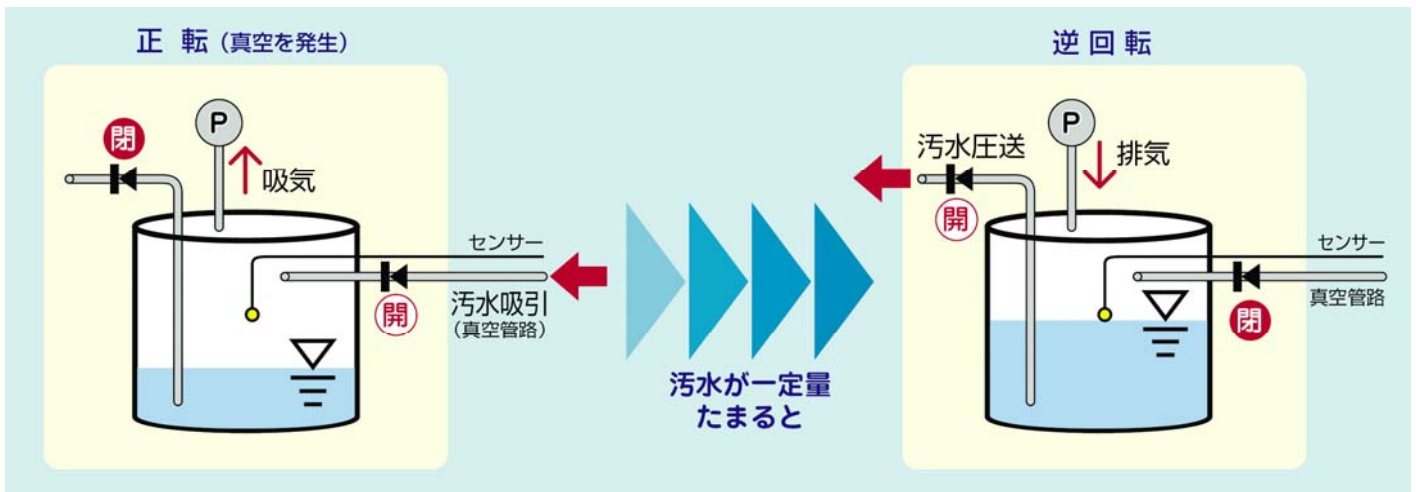 正 転 (真空を発生)
閉
P
吸気
センサー
開
汚水吸引
(真空管路)
汚水が一定量
たまると
逆 回 転
汚水圧送
P
排気
開
センサー
真空管路
閉